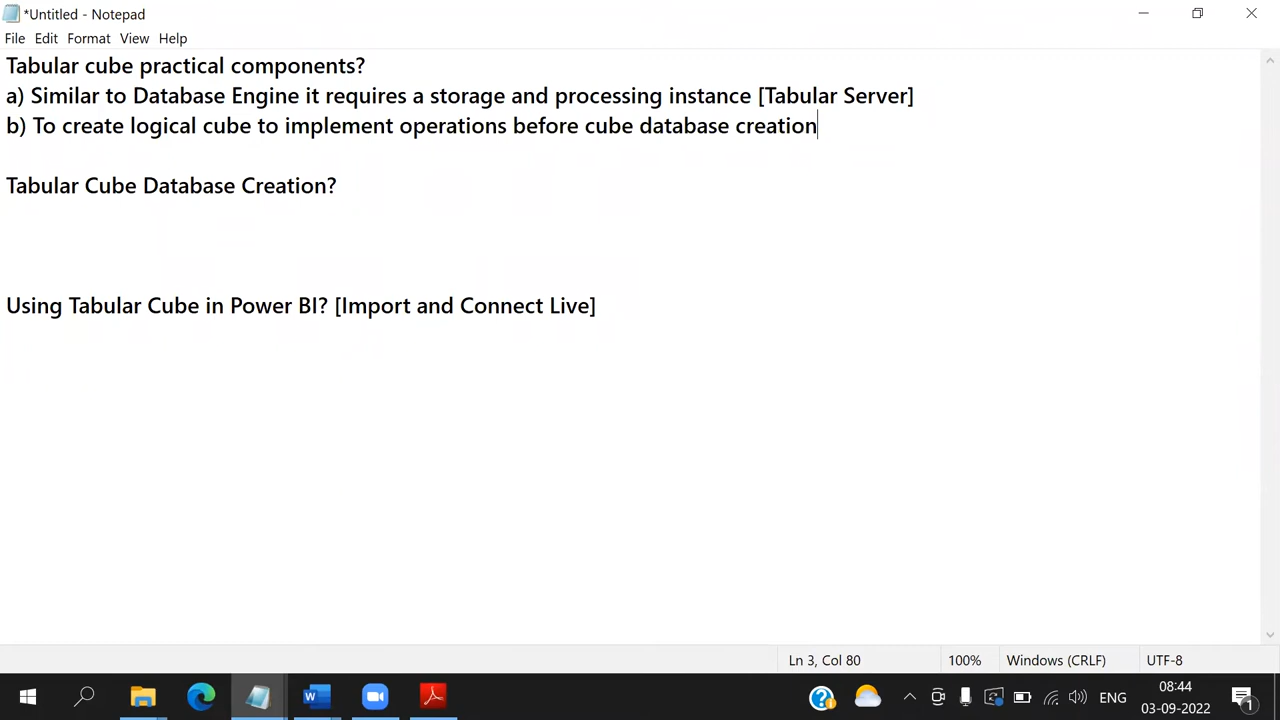 *Untitled - Notepad
File Edit Format View Help
Tabular cube practical components?
a) Similar to Database Engine it requires a storage and processing instance [Tabular Server]
b) To create logical cube to implement operations before cube database creation
Tabular Cube Database Creation?
Using Tabular Cube in Power BI? [Import and Connect Live]
Ln 3, Col 80 100% Windows (CRLF) UTF-8
ENG 08:44
03-09-2022 1